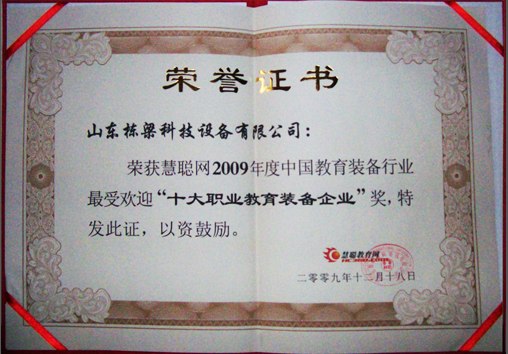 荣誉证书
山东栋梁科技设备有限公司：
荣获慧聪网2009年度中国教育装备行业
最受欢迎“十大职业教育装备企业”奖，特
发此证，以资鼓励。
慧聪教育网
二零零九年十二月十八日